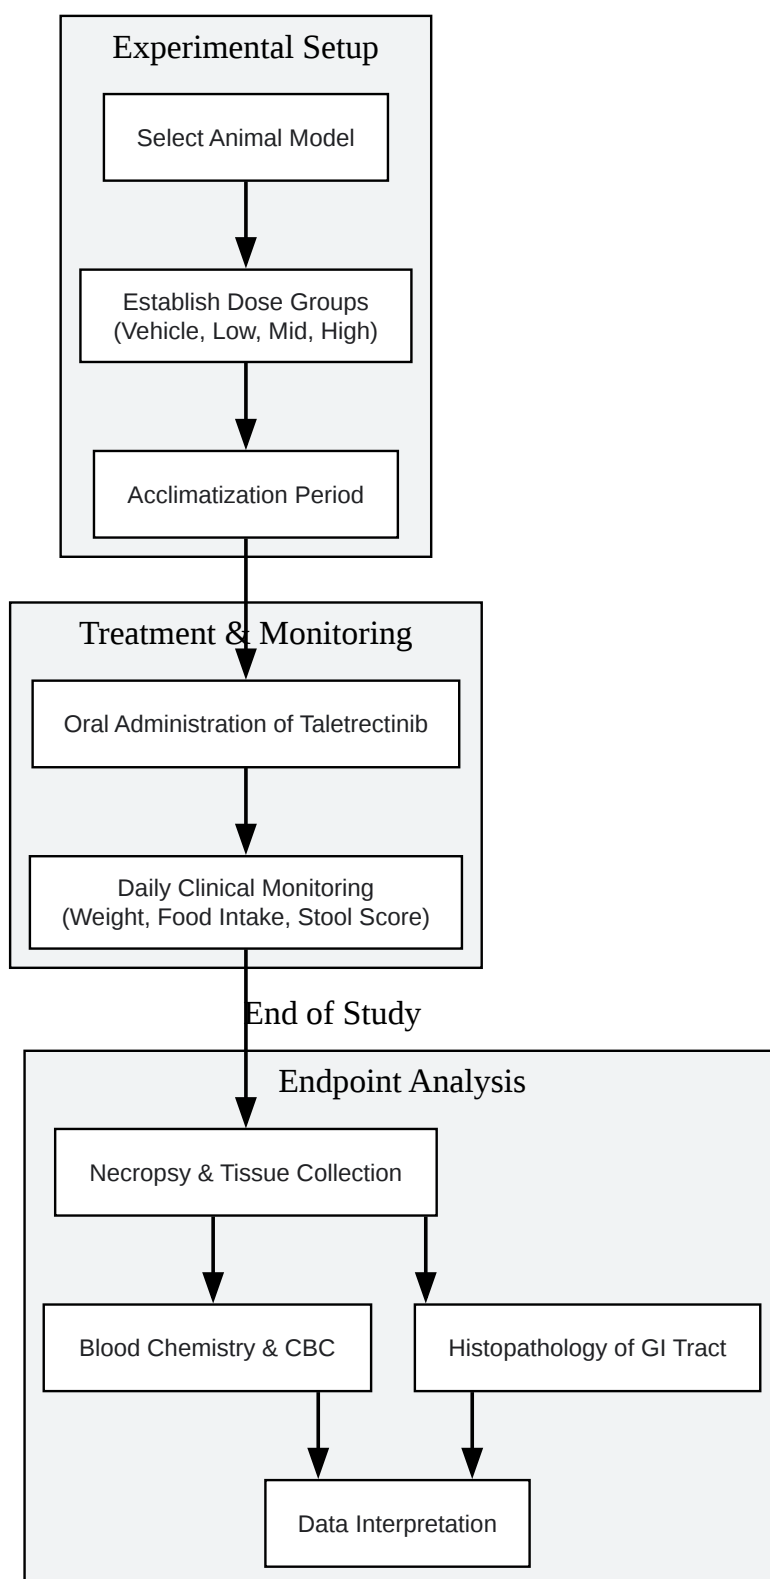 Experimental Setup
Select Animal Model
Establish Dose Groups
(Vehicle, Low, Mid, High)
Acclimatization Period
Treatment & Monitoring
Oral Administration of Taletrectinib
Daily Clinical Monitoring
(Weight, Food Intake, Stool Score)
End of Study
Endpoint Analysis
Necropsy & Tissue Collection
Blood Chemistry & CBC
Histopathology of GI Tract
Data Interpretation